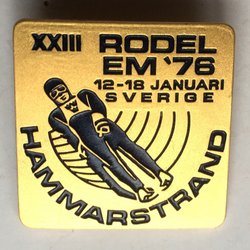 XXIII RODEL
EM '76
12-18 JANUARI
SVERIGE
HAMMARSTRAND